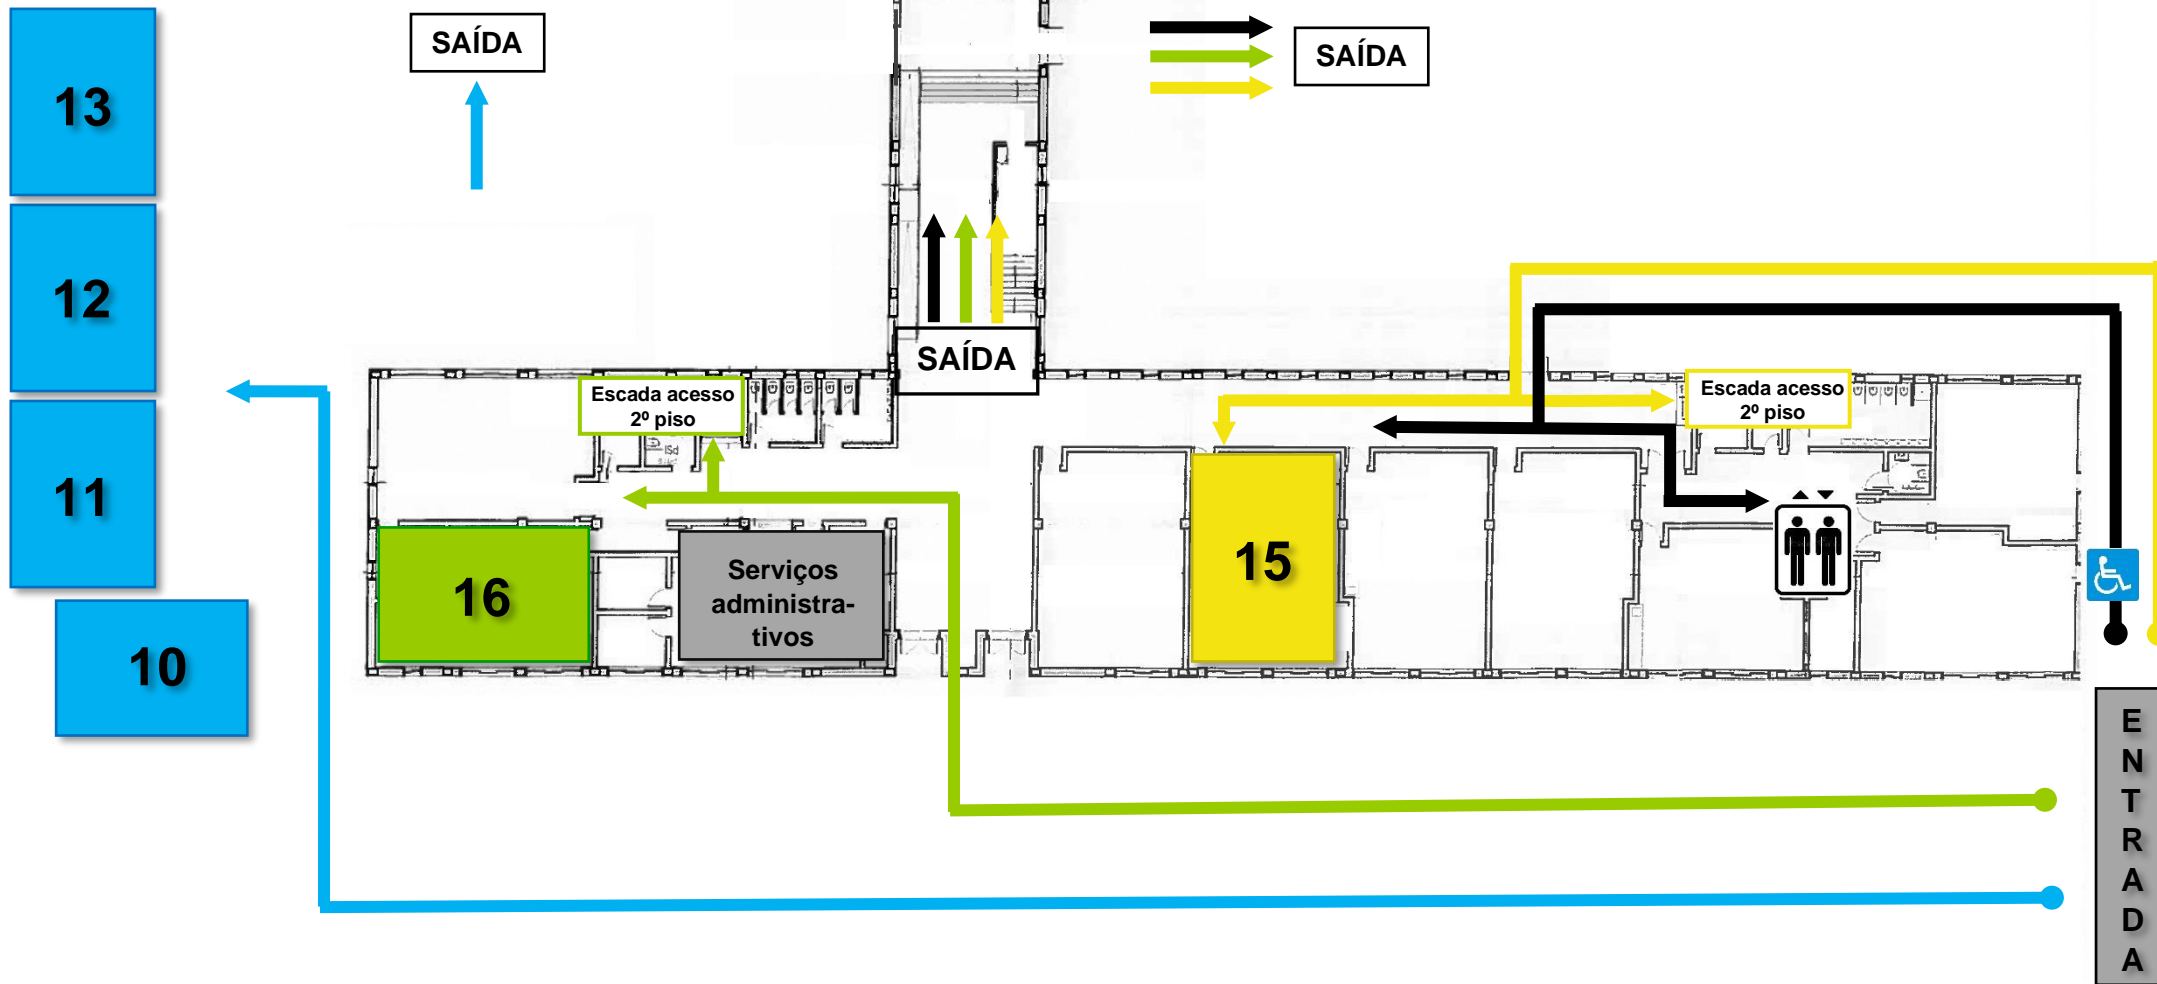 SAÍDA
SAÍDA
13
12
11
10
SAÍDA
Escada acesso
2º piso
Escada acesso
2º piso
16
Serviços
administra-
tivos
15
E
N
T
R
A
D
A